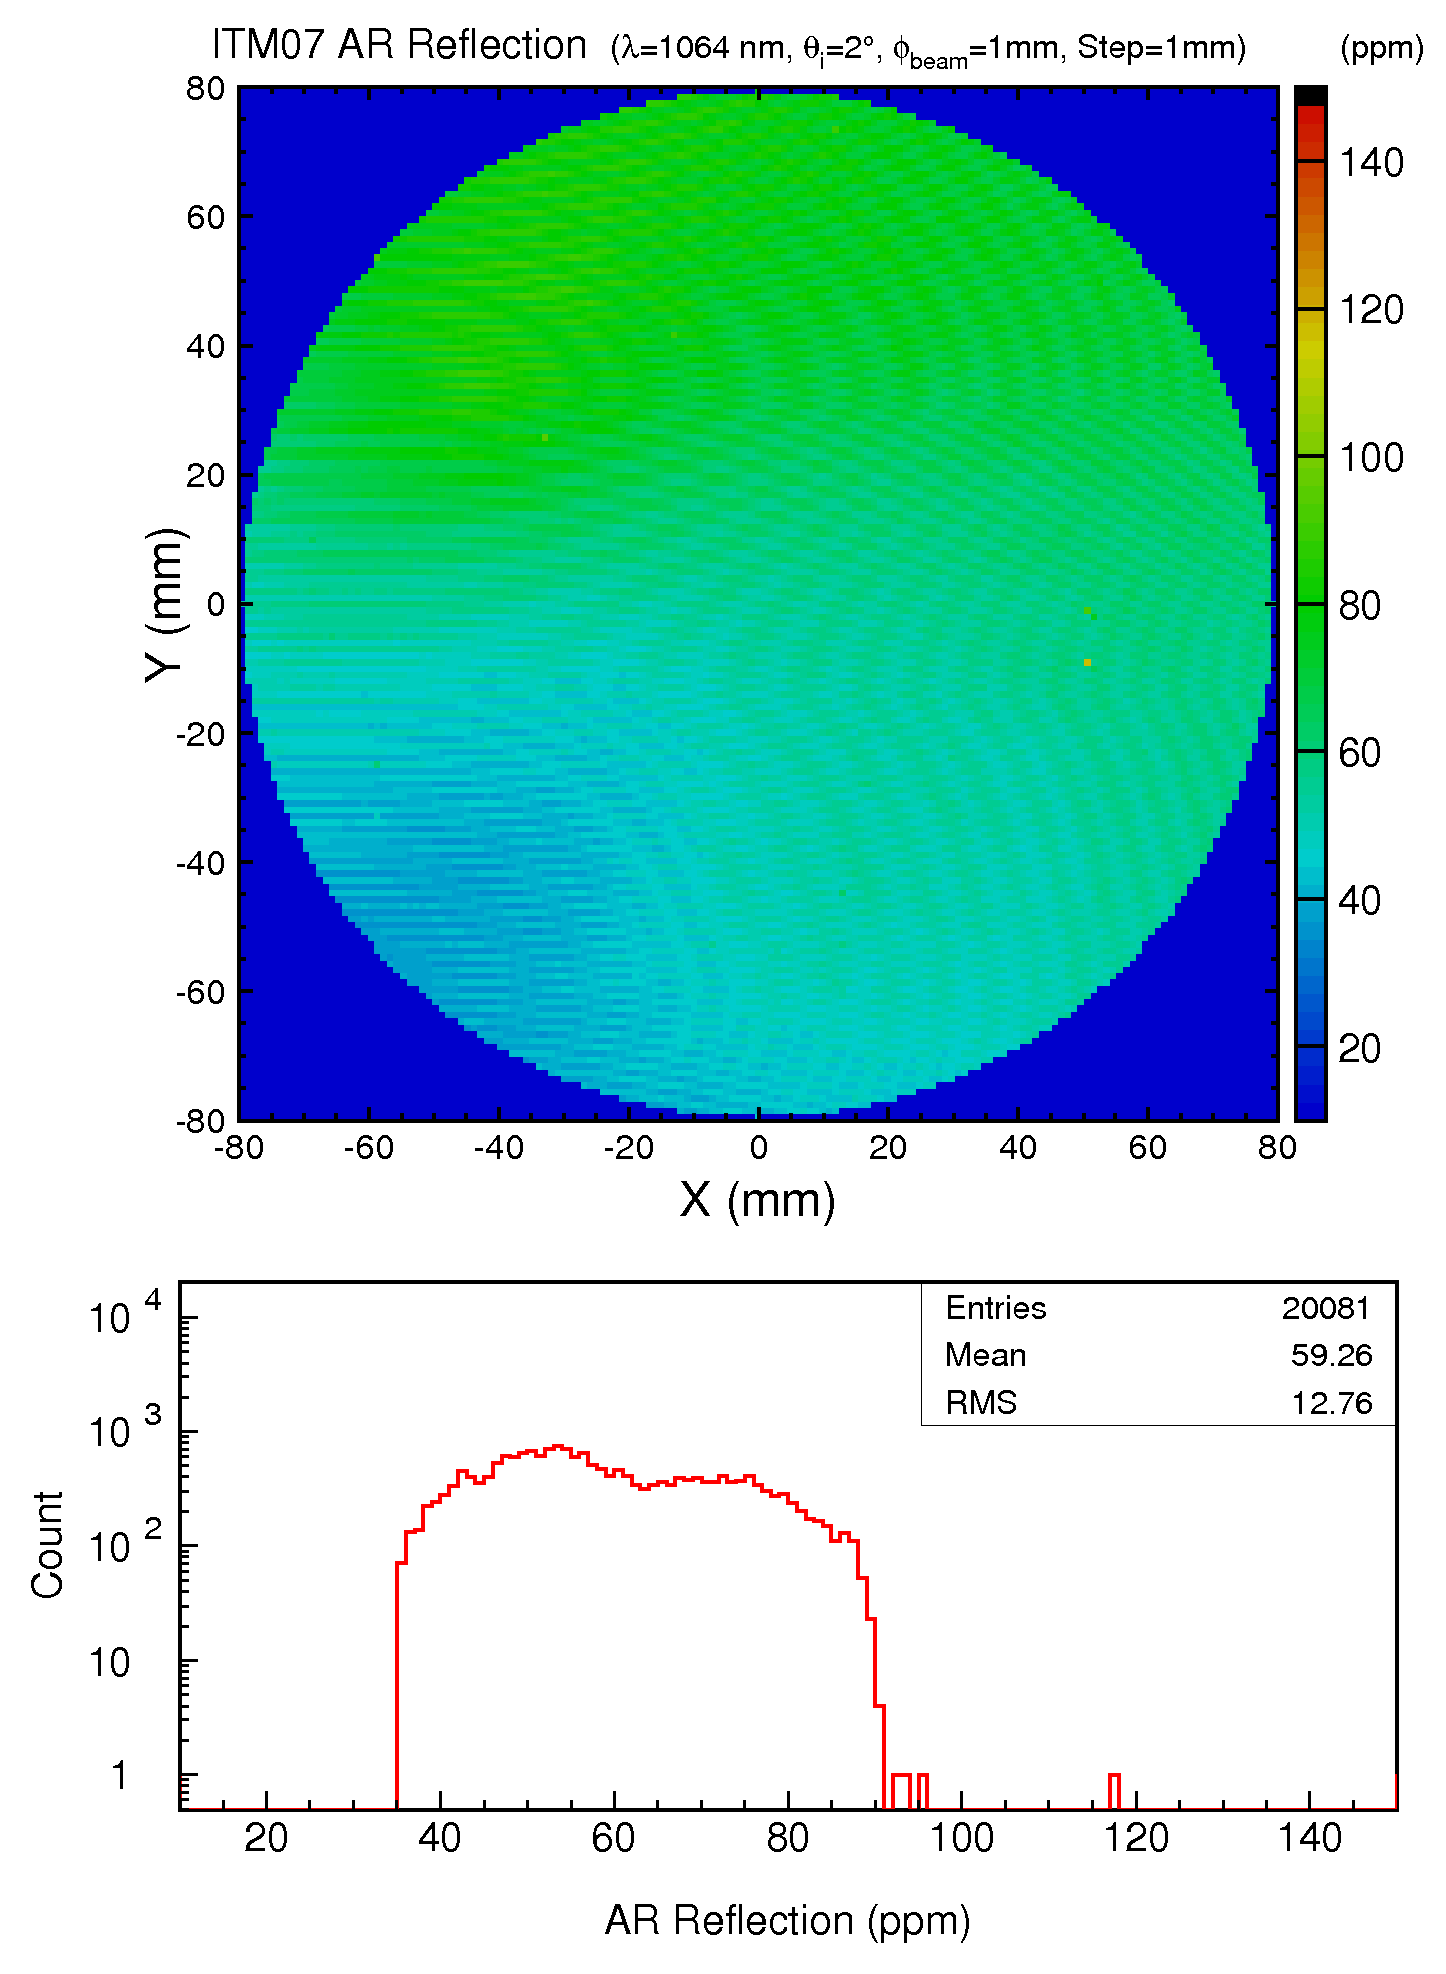 ITM07 AR Reflection (λ=1064 nm, θi=2°, ϕbeam=1mm, Step=1mm) (ppm)
80
60
40
20
0
-20
-40
-60
-80
Y (mm)
-80 -60 -40 -20 0 20 40 60 80
X (mm)
140
120
100
80
60
40
20
Entries 20081
Mean 59.26
RMS 12.76
10 4
10 3
10 2
10
1
Count
20 40 60 80 100 120 140
AR Reflection (ppm)